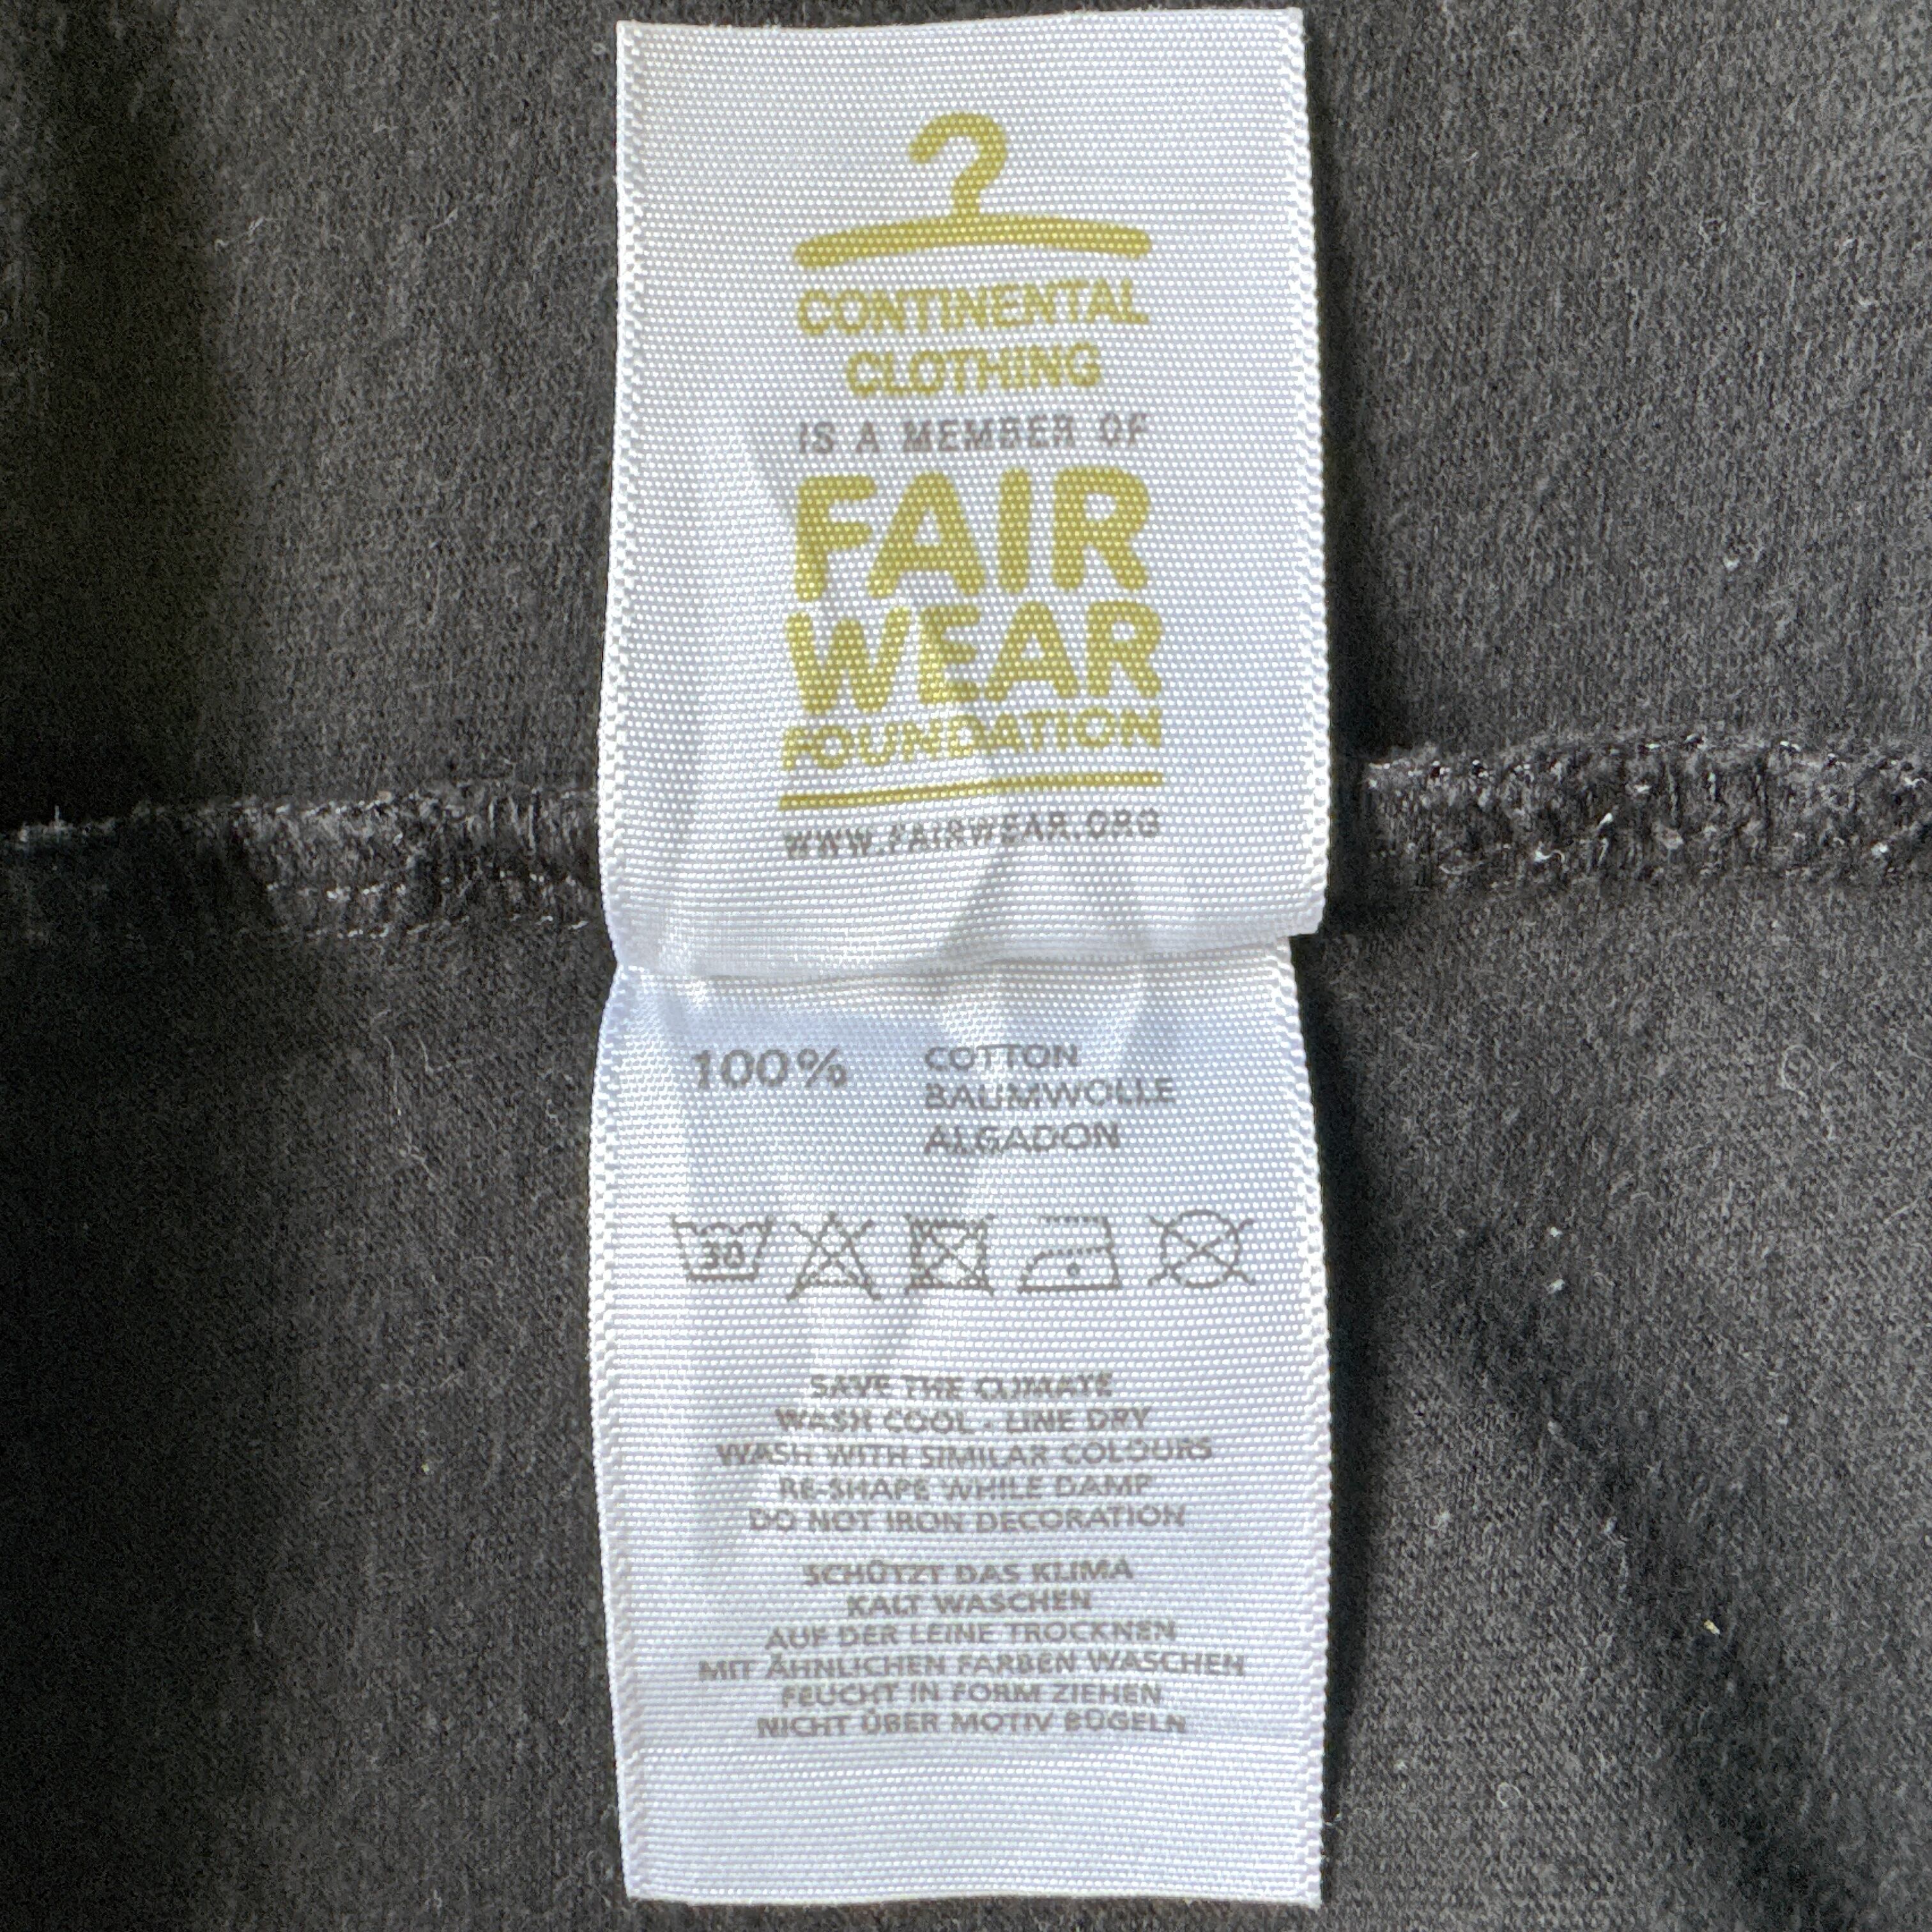 CONTINENTAL
CLOTHING
IS A MEMBER OF
FAIR
WEAR
FOUNDATION
WWW.FAIRWEAR.ORG
100% COTTON
BAUMWOLLE
ALGADON
30
SAVE THE CLIMATE
WASH COOL - LINE DRY
WASH WITH SIMILAR COLOURS
RE-SHAPE WHILE DAMP
DO NOT IRON DECORATION
SCHÜTZT DAS KLIMA
KALT WASCHEN
AUF DER LEINE TROCKNEN
MIT ÄHNLICHEN FARBEN WASCHEN
FEUCHT IN FORM ZIEHEN
NICHT ÜBER MOTIV BÜGELN